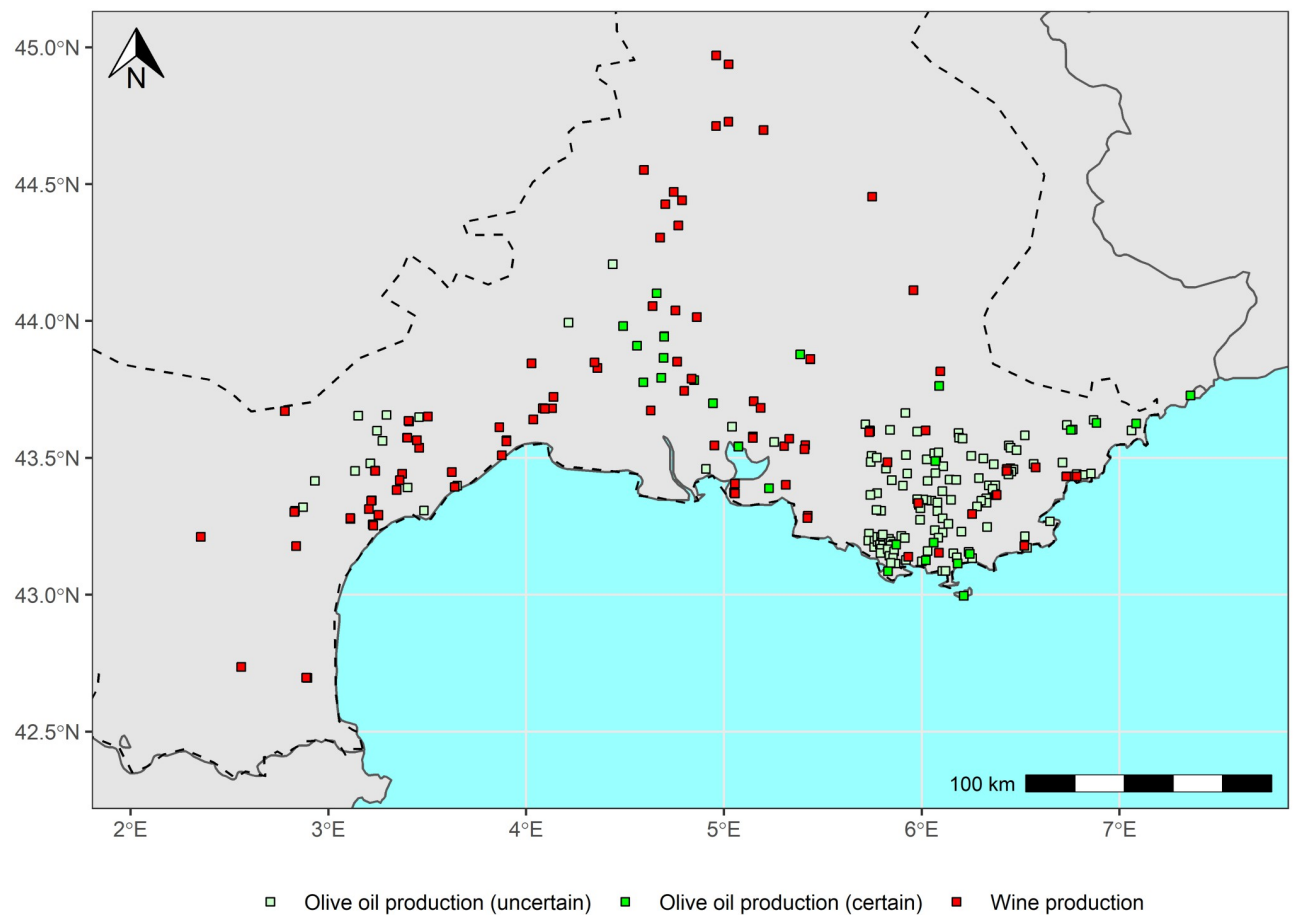 N
45.0°N
44.5°N
44.0°N
43.5°N
43.0°N
42.5°N
100 km
2°E 3°E 4°E 5°E 6°E 7°E
Olive oil production (uncertain) Olive oil production (certain) Wine production